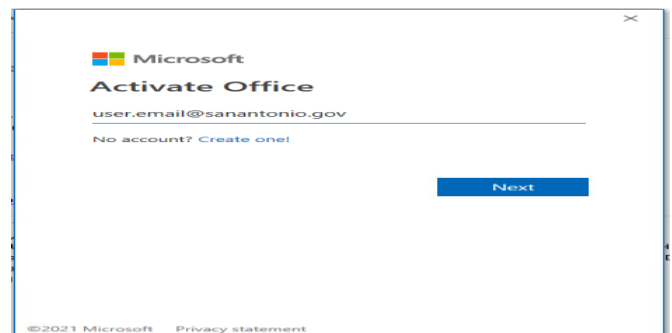 Microsoft
Activate Office
user.email@sanantonio.gov
No account? Create one!
Next
©2021 Microsoft Privacy statement